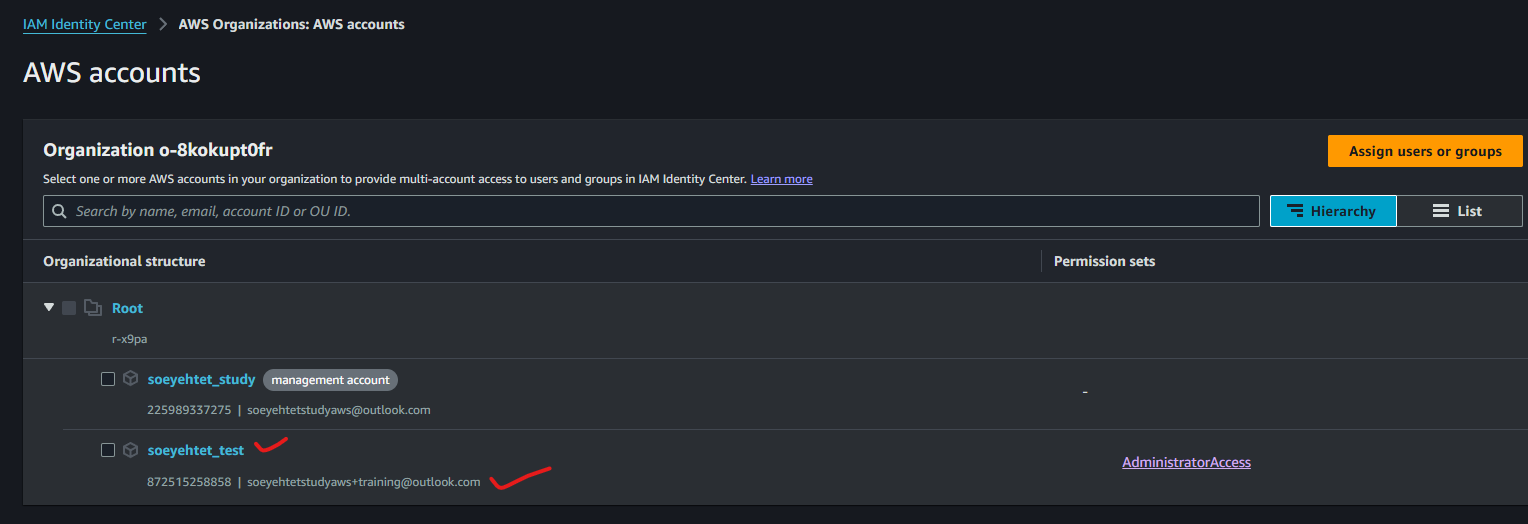 IAM Identity Center > AWS Organizations: AWS accounts
AWS accounts
Organization o-8kokupt0fr
Assign users or groups
Select one or more AWS accounts in your organization to provide multi-account access to users and groups in IAM Identity Center. Learn more
Search by name, email, account ID or OU ID.
Hierarchy
List
Organizational structure
Permission sets
Root
r-x9pa
soeyehtet_study management account
-
225989337275 | soeyehtetstudyaws@outlook.com
soeyehtet_test
AdministratorAccess
872515258858 | soeyehtetstudyaws+training@outlook.com